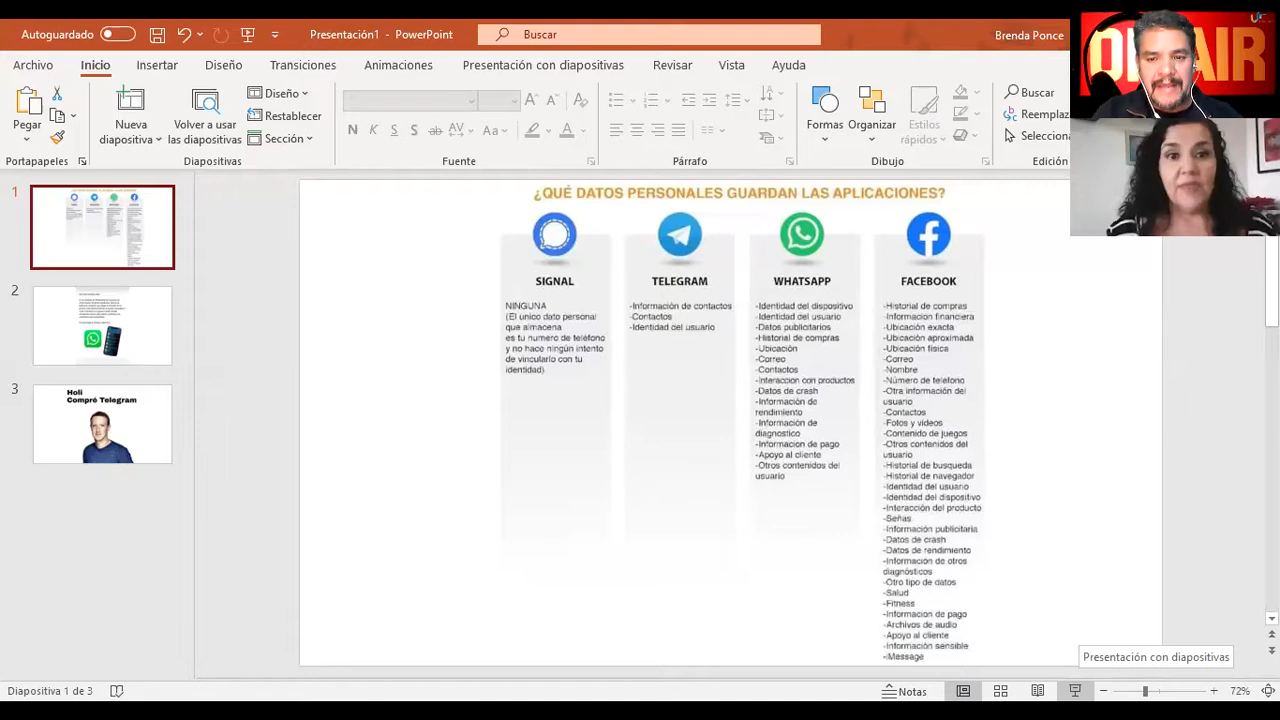 Autoguardado
Presentación1 - PowerPoint
Buscar
Brenda Ponce
ON AIR
Archivo
Inicio
Insertar
Diseño
Transiciones
Animaciones
Presentación con diapositivas
Revisar
Vista
Ayuda
Pegar
Portapapeles
Nueva
diapositiva
Volver a usar
las diapositivas
Diseño
Restablecer
Sección
Diapositivas
Fuente
Párrafo
Formas
Organizar
Estilos
rápidos
Dibujo
Buscar
Reemplaz
Selecciona
Edición
1
2
3
Holi
Compré Telegram
¿QUÉ DATOS PERSONALES GUARDAN LAS APLICACIONES?
SIGNAL
NINGUNA
(El unico dato personal
que almacena
es tu numero de teléfono
y no hace ningún intento
de vincularlo con tu
identidad)
TELEGRAM
-Información de contactos
-Contactos
-Identidad del usuario
WHATSAPP
-Identidad del dispositivo
-Identidad del usuario
-Datos publicitarios
-Historial de compras
-Ubicación
-Correo
-Contactos
-Interaccion con productos
-Datos de crash
-Información de
rendimiento
-Información de
diagnostico
-Informacion de pago
-Apoyo al cliente
-Otros contenidos del
usuario
FACEBOOK
-Historial de compras
-Informacion financiera
-Ubicación exacta
-Ubicación aproximada
-Ubicación física
-Correo
-Nombre
-Número de telefono
-Otra información del
usuario
-Contactos
-Fotos y videos
-Contenido de juegos
-Otros contenidos del
usuario
-Historial de busqueda
-Historial de navegador
-Identidad del usuario
-Identidad del dispositivo
-Interacción del producto
-Señas
-Información publicitaria
-Datos de crash
-Datos de rendimiento
-Información de otros
diagnósticos
-Otro tipo de datos
-Salud
-Fitness
-Información de pago
-Archivos de audio
-Apoyo al cliente
-Información sensible
-iMessage
Presentación con diapositivas
Diapositiva 1 de 3
Notas
72%